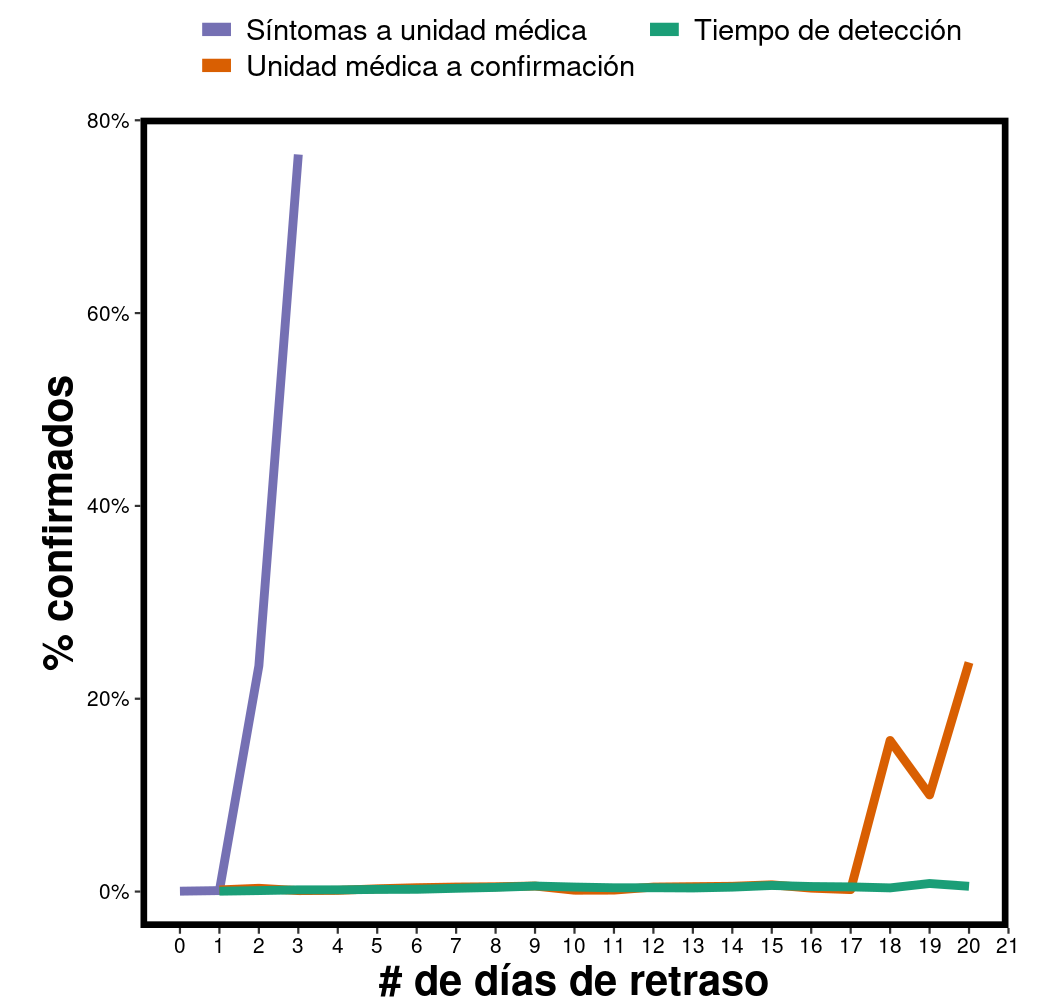 Síntomas a unidad médica
Tiempo de detección
Unidad médica a confirmación
80%
60%
40%
20%
0%
% confirmados
0 1 2 3 4 5 6 7 8 9 10 11 12 13 14 15 16 17 18 19 20 21
# de días de retraso